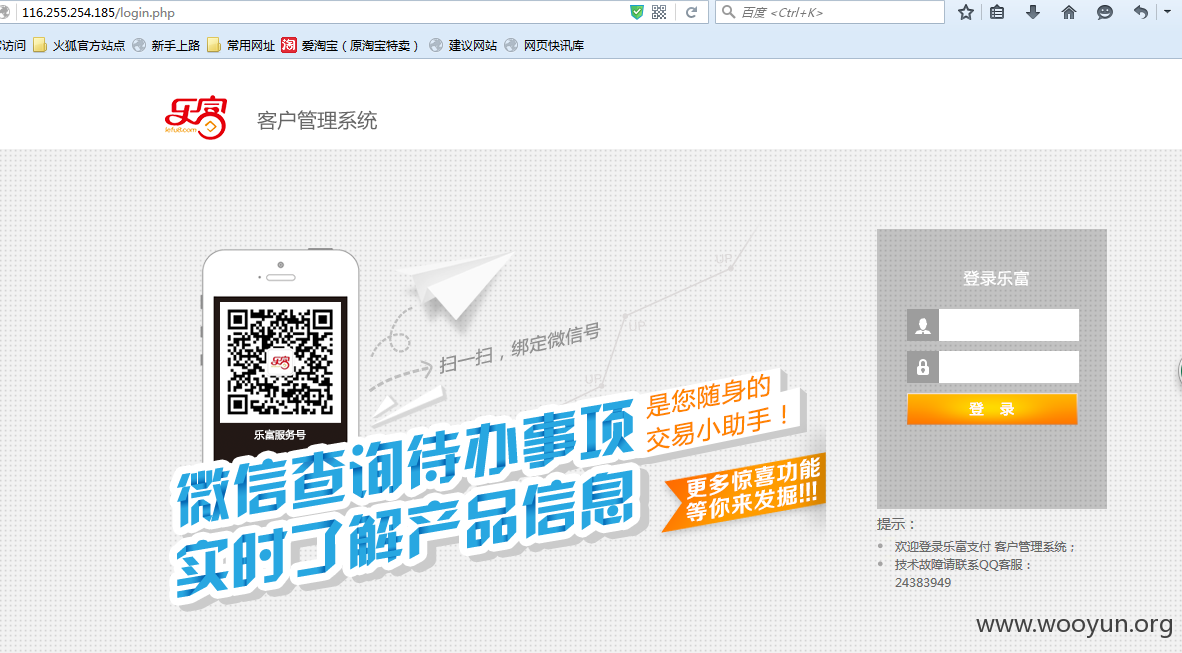 116.255.254.185/login.php
百度 <Ctrl+K>
访问 火狐官方站点 新手上路 常用网址 淘 爱淘宝（原淘宝特卖） 建议网站 网页快讯库
乐富
lefu8.com
客户管理系统
UP
UP
UP
扫一扫，绑定微信号
乐富
乐富服务号
是您随身的
交易小助手！
微信查询待办事项
实时了解产品信息
更多惊喜功能
等你来发掘!!!
登录乐富
登 录
提示：
欢迎登录乐富支付 客户管理系统；
技术故障请联系QQ客服：
24383949
www.wooyun.org